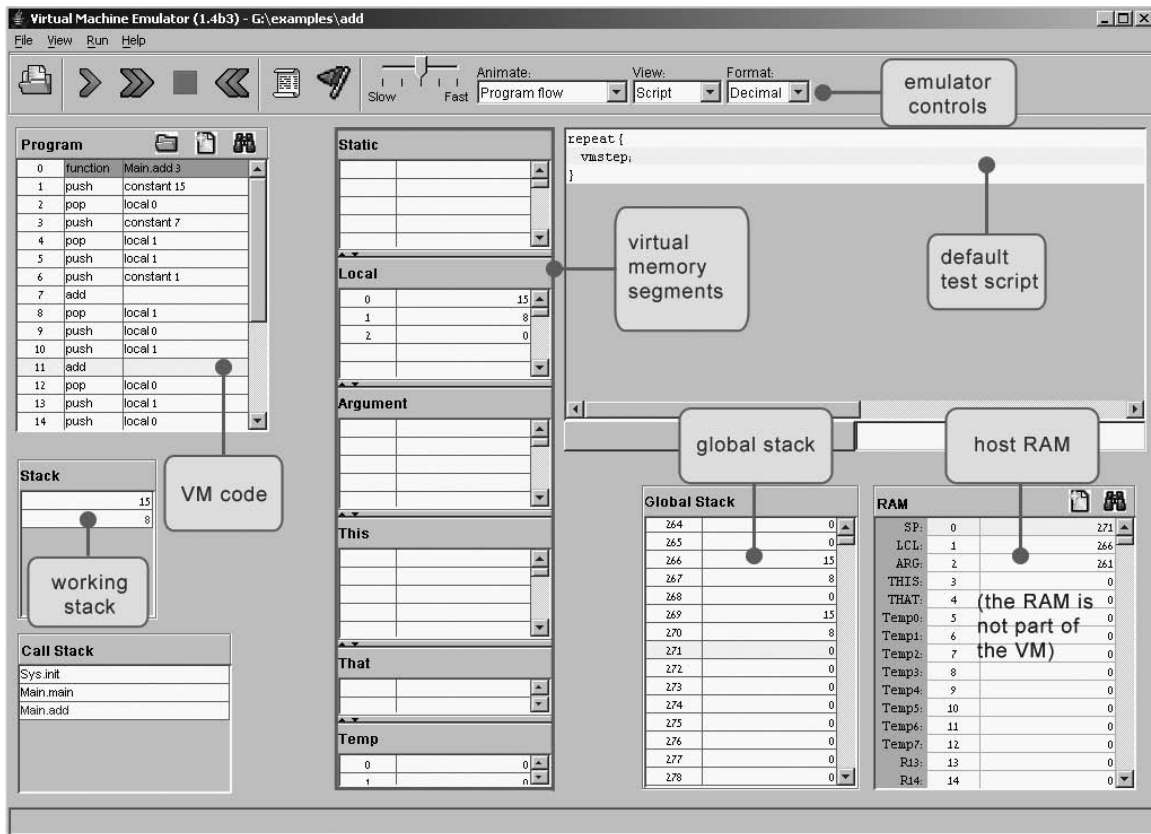 Virtual Machine Emulator (1.4b3) - G:\examples\add
File View Run Help
Slow Fast
Animate:
Program flow
View:
Script
Format:
Decimal
emulator
controls
Program
0 function Main.add 3
1 push constant 15
2 pop local 0
3 push constant 7
4 pop local 1
5 push local 1
6 push constant 1
7 add
8 pop local 1
9 push local 0
10 push local 1
11 add
12 pop local 0
13 push local 1
14 push local 0
VM code
Stack
15
8
working
stack
Call Stack
Sys.init
Main.main
Main.add
Static
Local
0 15
1 8
2 0
Argument
This
That
Temp
0 0
1 0
virtual
memory
segments
repeat {
vmstep;
}
default
test script
global stack
Global Stack
264 0
265 0
266 15
267 8
268 0
269 15
270 8
271 0
272 0
273 0
274 0
275 0
276 0
277 0
278 0
host RAM
RAM
SP: 0 271
LCL: 1 266
ARG: 2 261
THIS: 3 0
THAT: 4 0
Temp0: 5 0
Temp1: 6 0
Temp2: 7 0
Temp3: 8 0
Temp4: 9 0
Temp5: 10 0
Temp6: 11 0
Temp7: 12 0
R13: 13 0
R14: 14 0
(the RAM is
not part of
the VM)